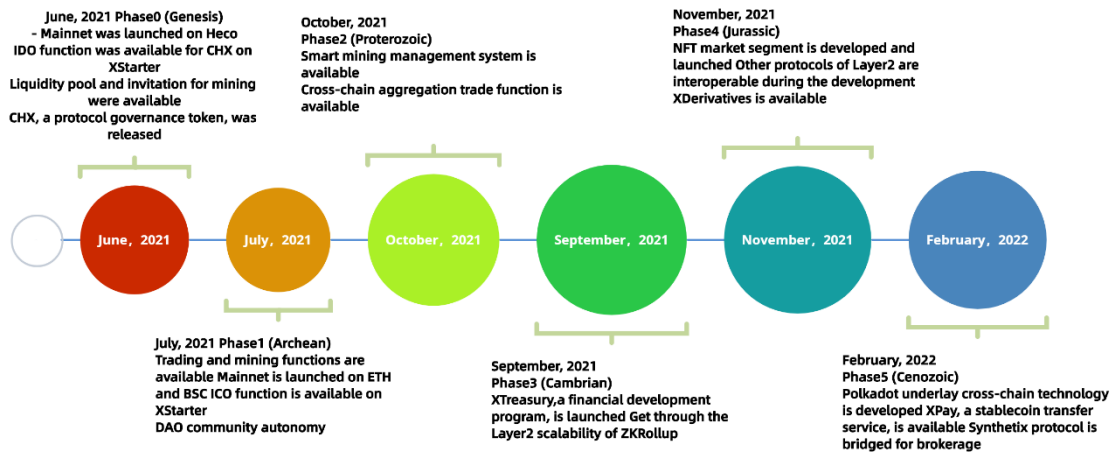 June, 2021 Phase0 (Genesis)
– Mainnet was launched on Heco
IDO function was available for CHX on
XStarter
Liquidity pool and invitation for mining
were available
CHX, a protocol governance token, was
released
October, 2021
Phase2 (Proterozoic)
Smart mining management system is
available
Cross-chain aggregation trade function is
available
November, 2021
Phase4 (Jurassic)
NFT market segment is developed and
launched Other protocols of Layer2 are
interoperable during the development
XDerivatives is available
June, 2021
July, 2021
October, 2021
September, 2021
November, 2021
February, 2022
July, 2021 Phase1 (Archean)
Trading and mining functions are
available Mainnet is launched on ETH
and BSC ICO function is available on
XStarter
DAO community autonomy
September, 2021
Phase3 (Cambrian)
XTreasury,a financial development
program, is launched Get through the
Layer2 scalability of ZKRollup
February, 2022
Phase5 (Cenozoic)
Polkadot underlay cross-chain technology
is developed XPay, a stablecoin transfer
service, is available Synthetix protocol is
bridged for brokerage